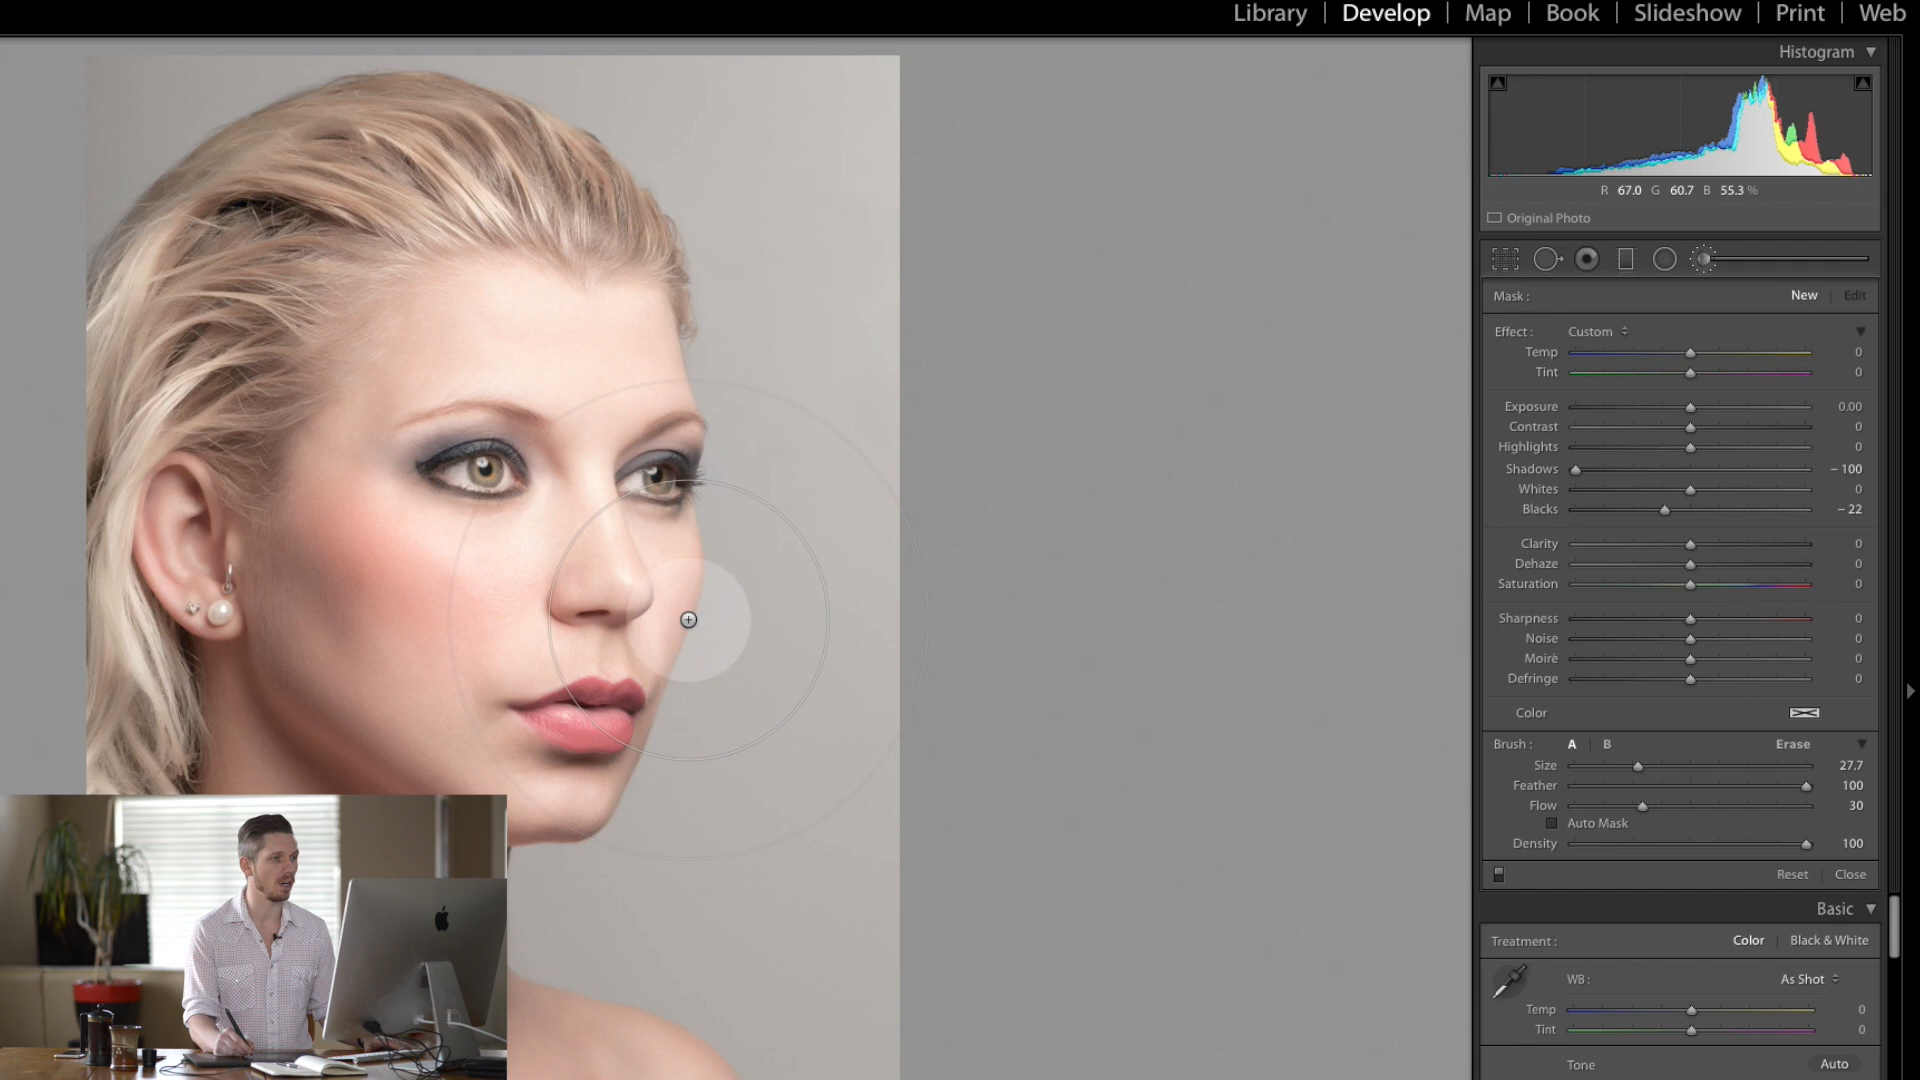 Library | Develop | Map | Book | Slideshow | Print | Web
Histogram
R 67.0 G 60.7 B 55.3 %
Original Photo
Mask : New | Edit
Effect : Custom
Temp 0
Tint 0
Exposure 0.00
Contrast 0
Highlights 0
Shadows – 100
Whites 0
Blacks – 22
Clarity 0
Dehaze 0
Saturation 0
Sharpness 0
Noise 0
Moiré 0
Defringe 0
Color
Brush : A | B Erase
Size 27.7
Feather 100
Flow 30
Auto Mask
Density 100
Reset | Close
Basic
Treatment : Color | Black & White
WB : As Shot
Temp 0
Tint 0
Tone Auto